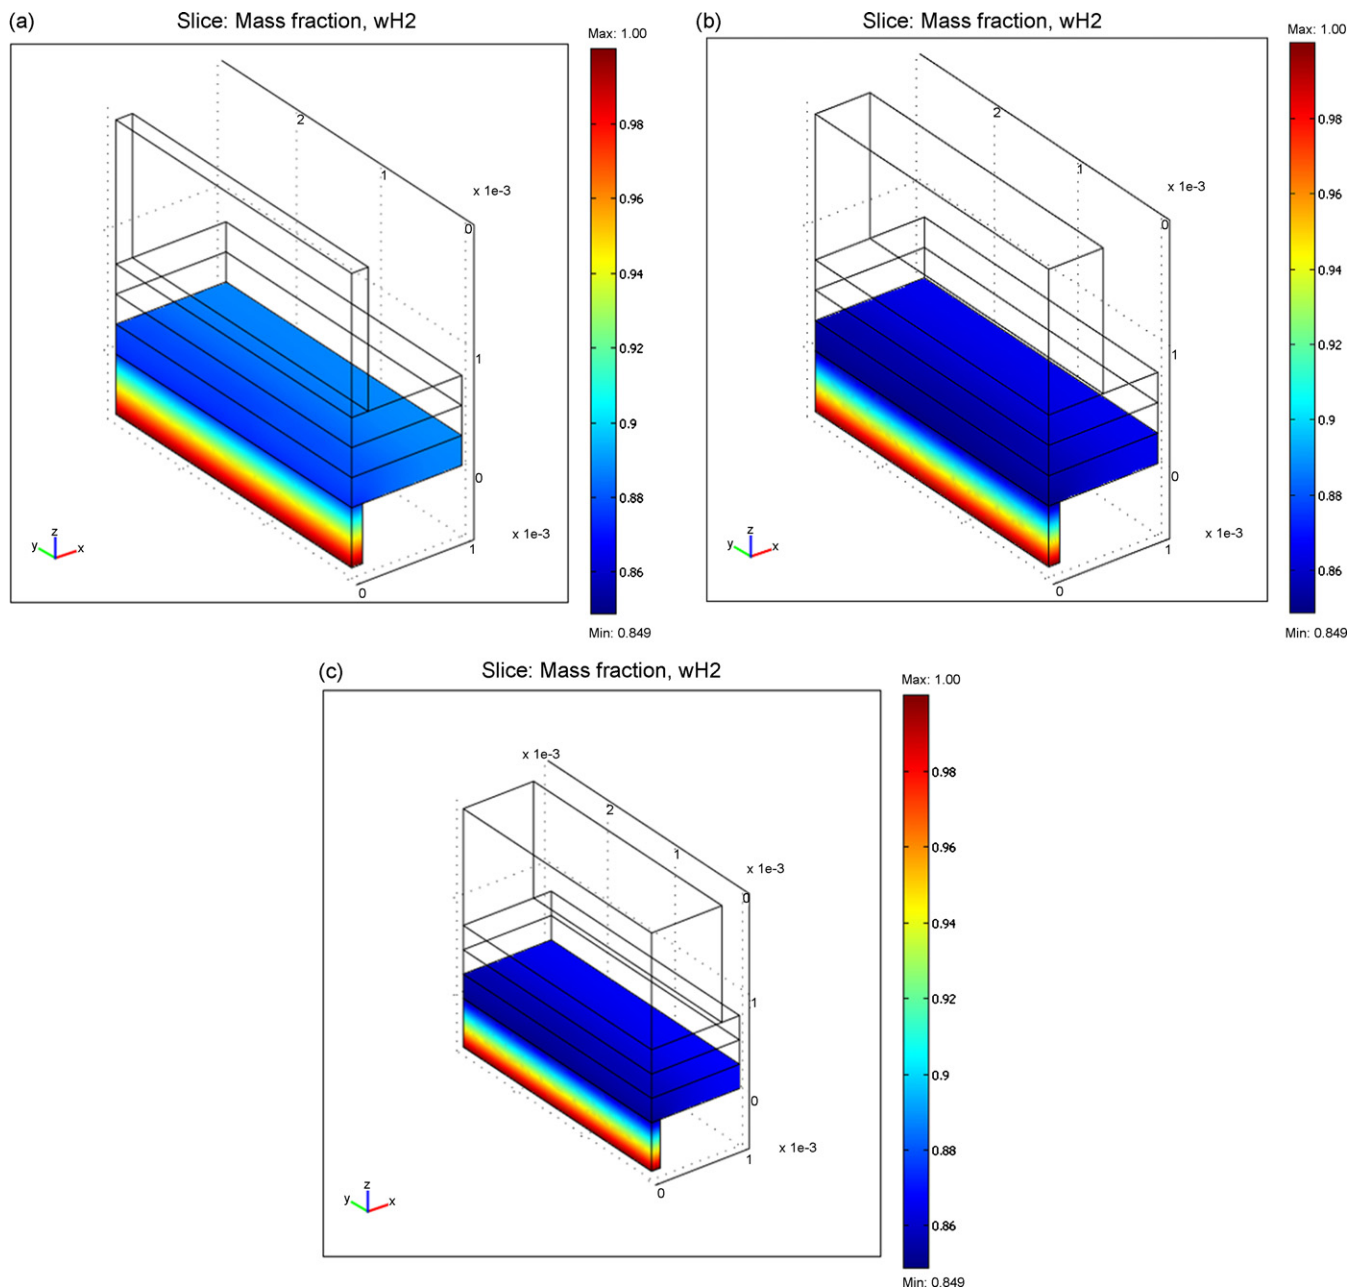 (a) Slice: Mass fraction, wH2
Max: 1.00
2
1
x 1e-3
0
0.98
0.96
0.94
0.92
1
0.9
0
0.88
x 1e-3
0.86
1
0
z
y
x
Min: 0.849
(b) Slice: Mass fraction, wH2
Max: 1.00
2
1
x 1e-3
0
0.98
0.96
0.94
0.92
1
0.9
0
0.88
x 1e-3
0.86
1
0
z
y
x
Min: 0.849
(c) Slice: Mass fraction, wH2
Max: 1.00
x 1e-3
2
1
x 1e-3
0
0.98
0.96
0.94
0.92
1
0.9
0
0.88
x 1e-3
1
0
0.86
z
y
x
Min: 0.849